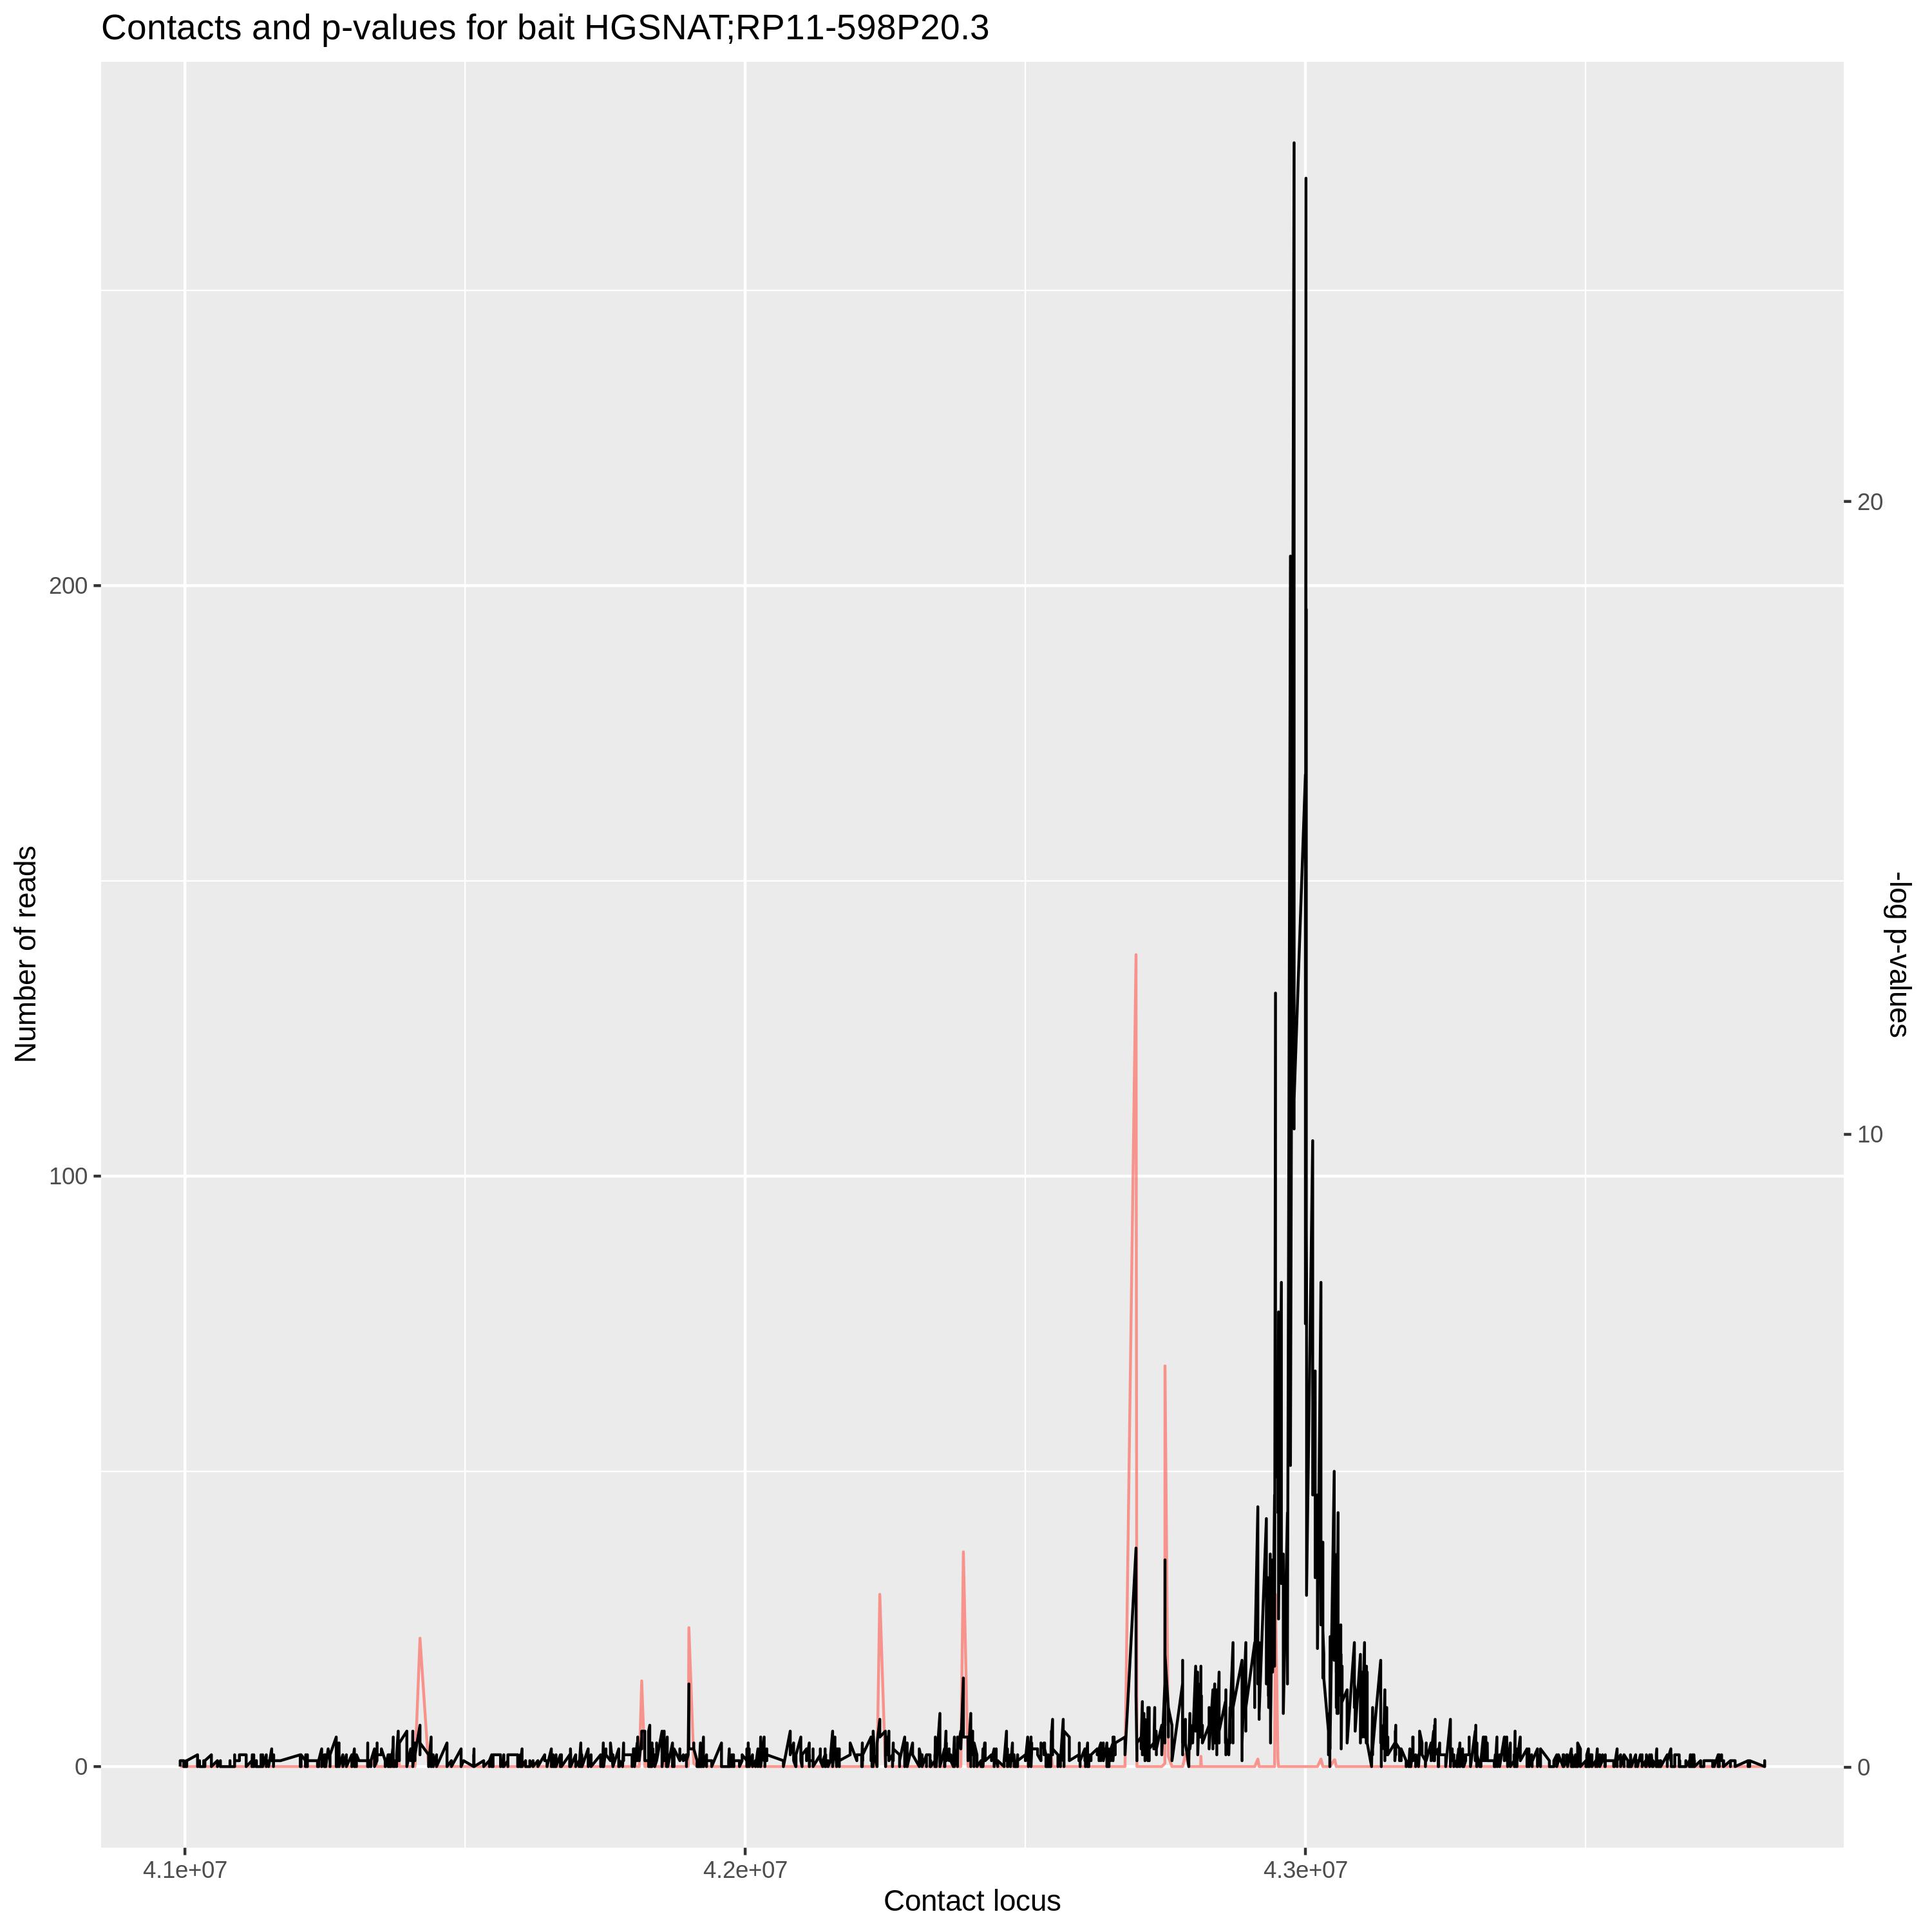 Contacts and p-values for bait HGSNAT;RP11-598P20.3
Number of reads
200
100
0
20
10
0
-log p-values
4.1e+07
4.2e+07
4.3e+07
Contact locus